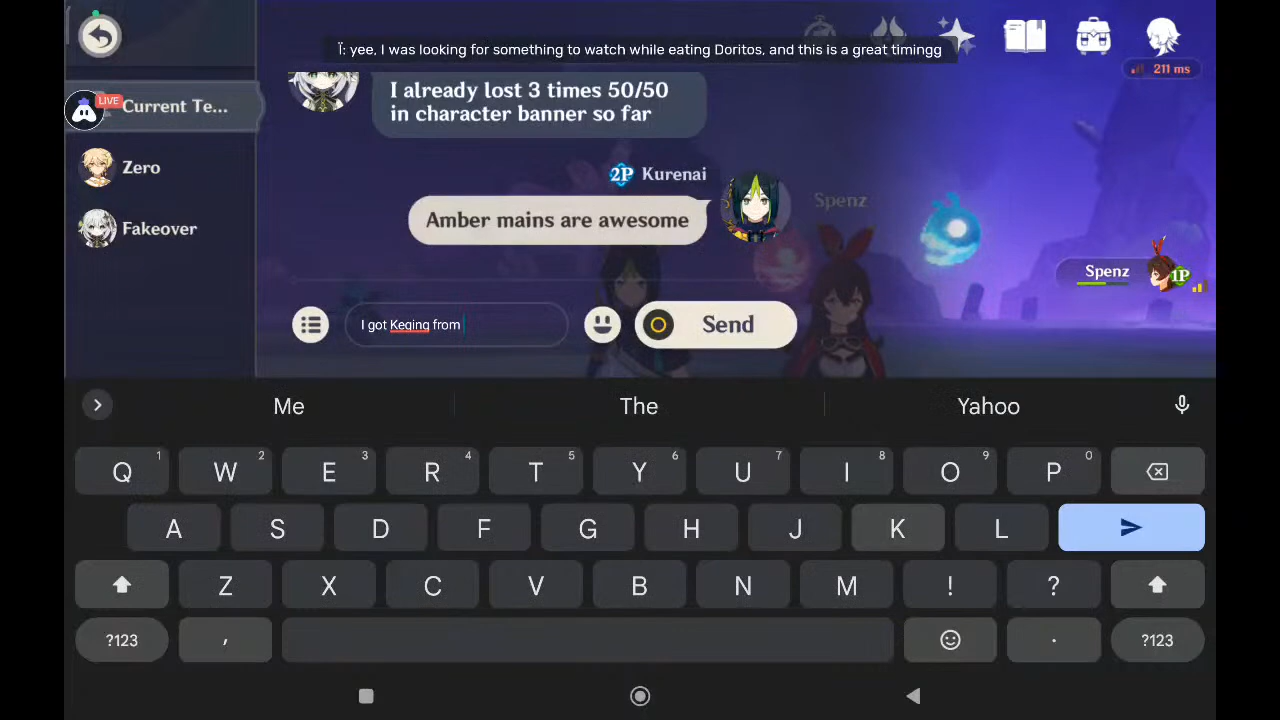 T: yee, I was looking for something to watch while eating Doritos, and this is a great timingg
211 ms
LIVE
Current Te...
Zero
Fakeover
I already lost 3 times 50/50
in character banner so far
2P Kurenai
Amber mains are awesome
Spenz
Spenz
1P
I got Keqing from
Send
Me
The
Yahoo
Q 1 W 2 E 3 R 4 T 5 Y 6 U 7 I 8 O 9 P 0
A S D F G H J K L
Z X C V B N M ! ?
?123 , . ?123